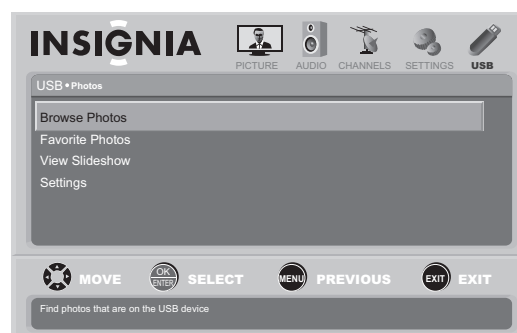 INSIGNIA
PICTURE AUDIO CHANNELS SETTINGS USB
USB • Photos
Browse Photos
Favorite Photos
View Slideshow
Settings
MOVE OK ENTER SELECT MENU PREVIOUS EXIT EXIT
Find photos that are on the USB device